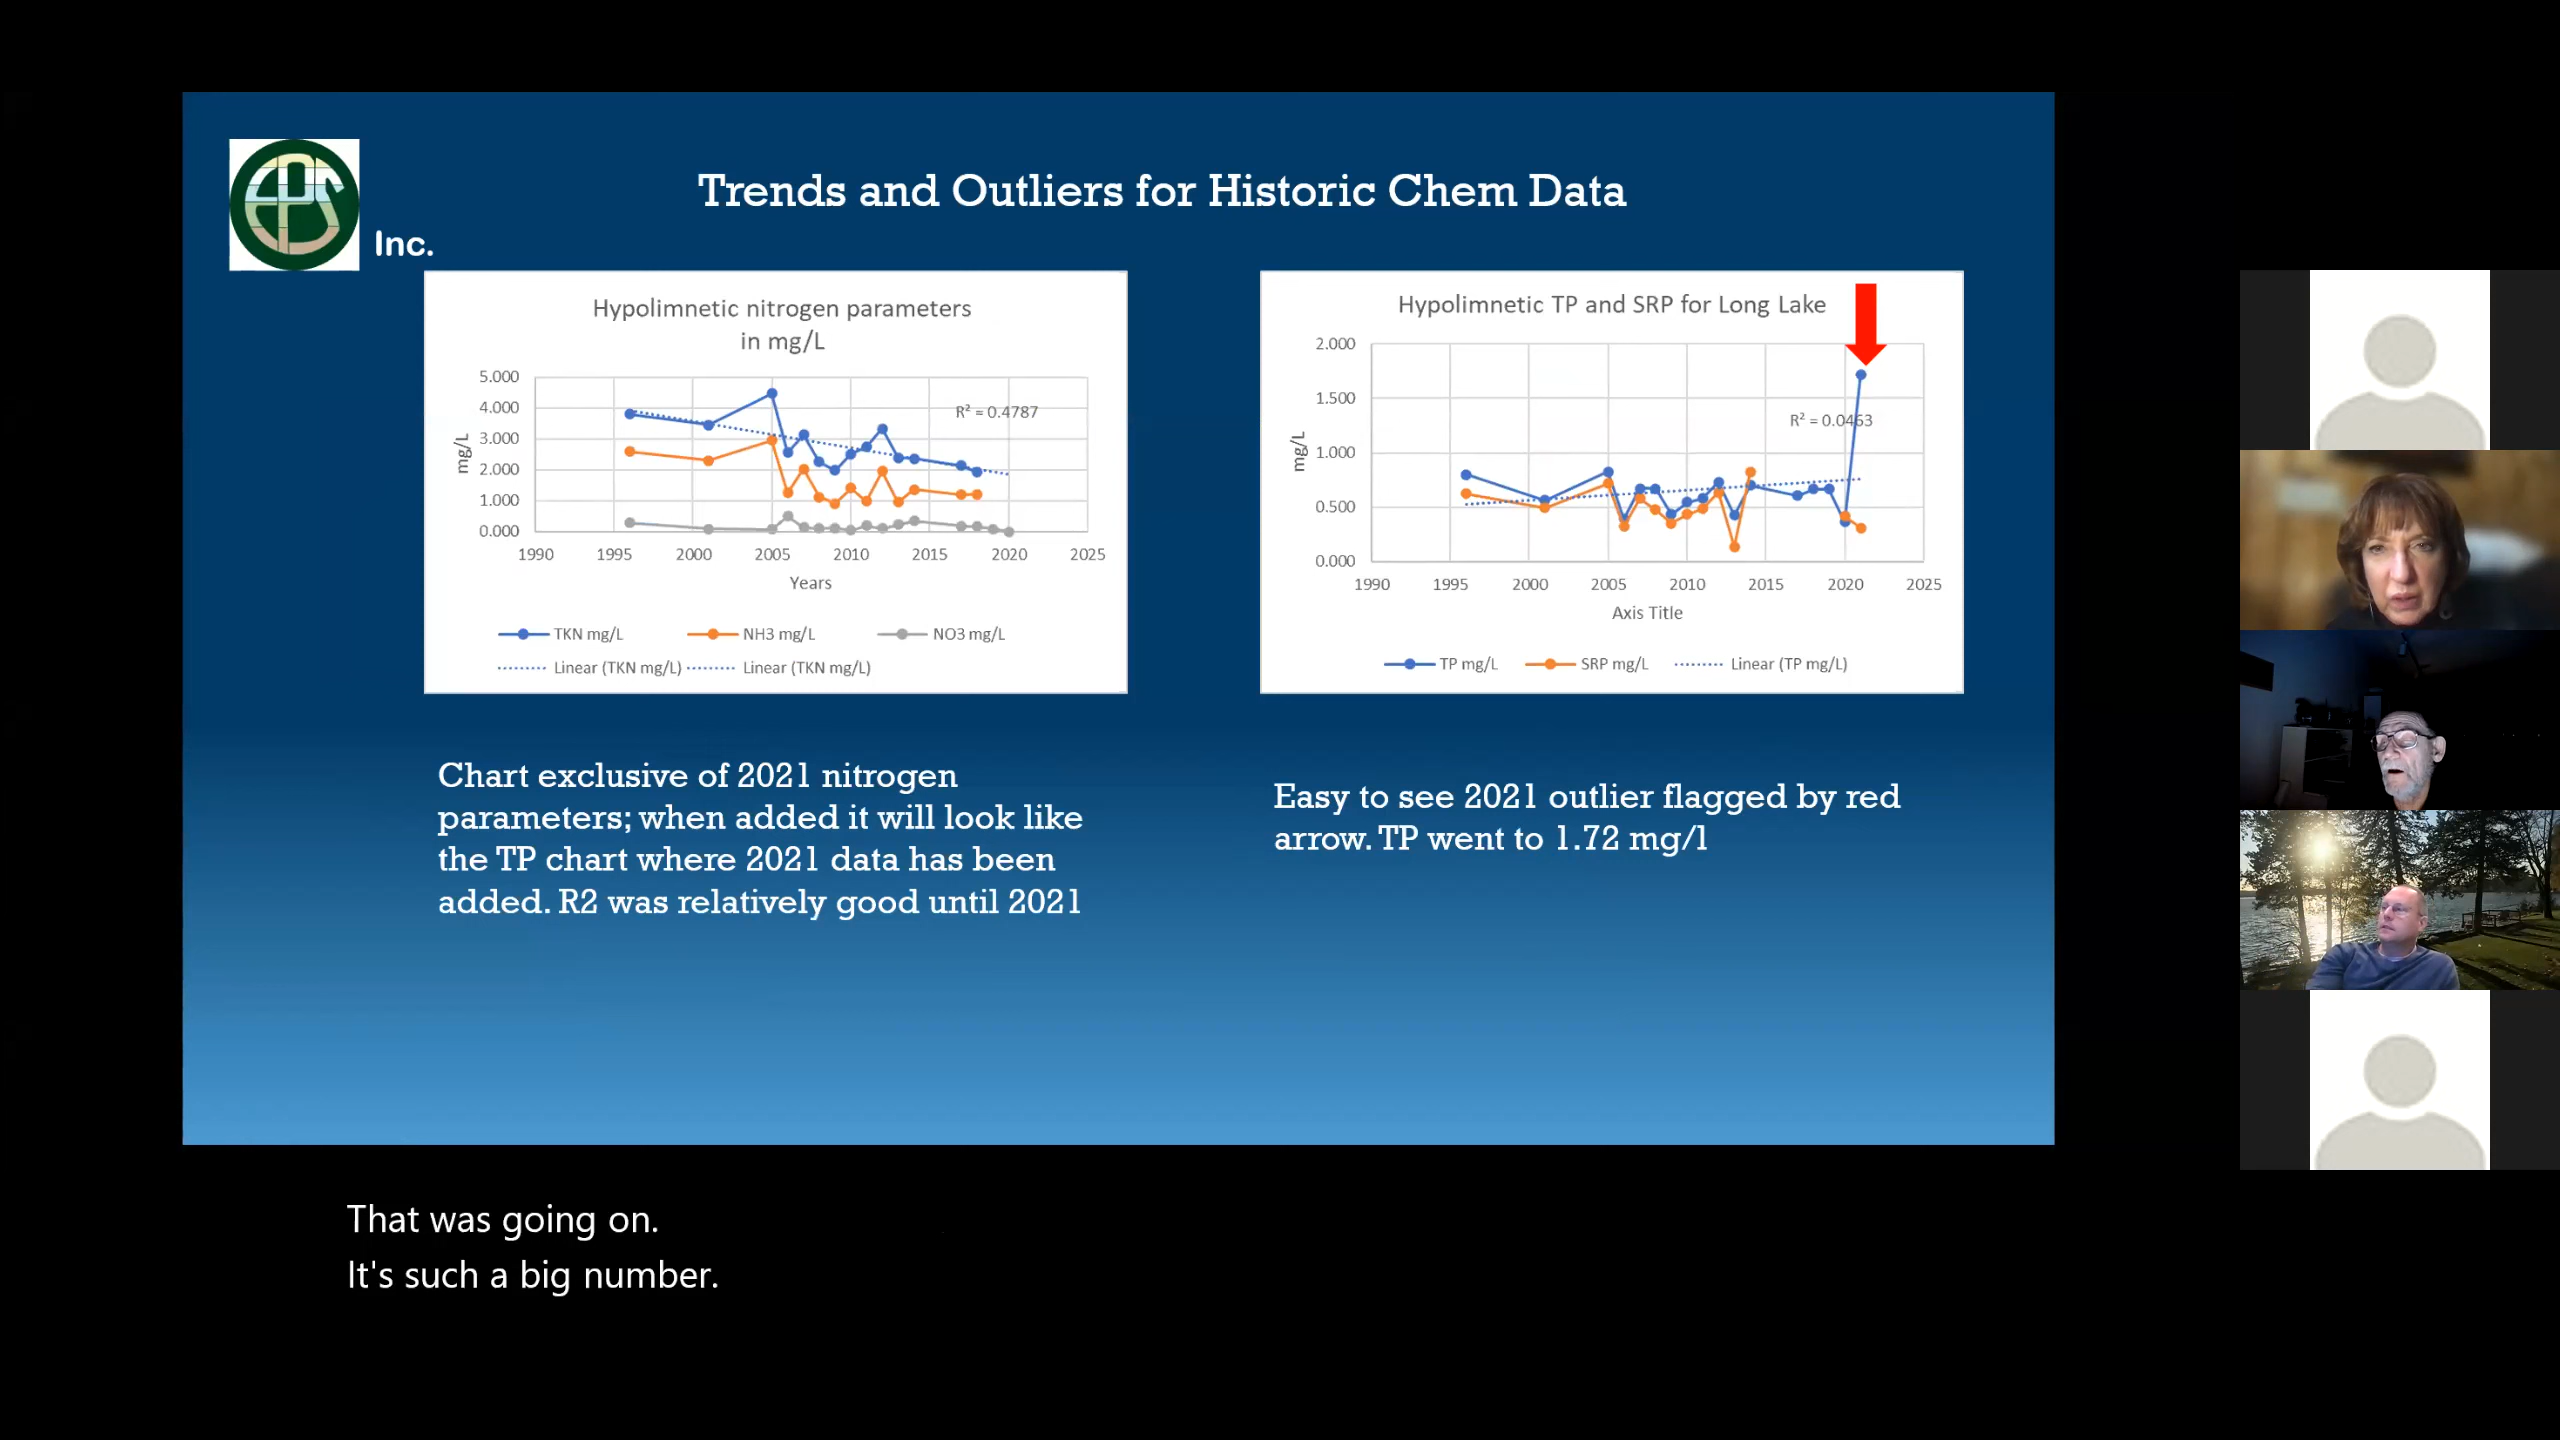 EPS
Inc.
Trends and Outliers for Historic Chem Data
Hypolimnetic nitrogen parameters
in mg/L
5.000
4.000
3.000
2.000
1.000
0.000
mg/L
R² = 0.4787
1990 1995 2000 2005 2010 2015 2020 2025
Years
TKN mg/L NH3 mg/L NO3 mg/L
Linear (TKN mg/L) Linear (TKN mg/L)
Hypolimnetic TP and SRP for Long Lake
2.000
1.500
1.000
0.500
0.000
mg/L
R² = 0.0463
1990 1995 2000 2005 2010 2015 2020 2025
Axis Title
TP mg/L SRP mg/L Linear (TP mg/L)
Chart exclusive of 2021 nitrogen
parameters; when added it will look like
the TP chart where 2021 data has been
added. R2 was relatively good until 2021
Easy to see 2021 outlier flagged by red
arrow. TP went to 1.72 mg/l
That was going on.
It's such a big number.